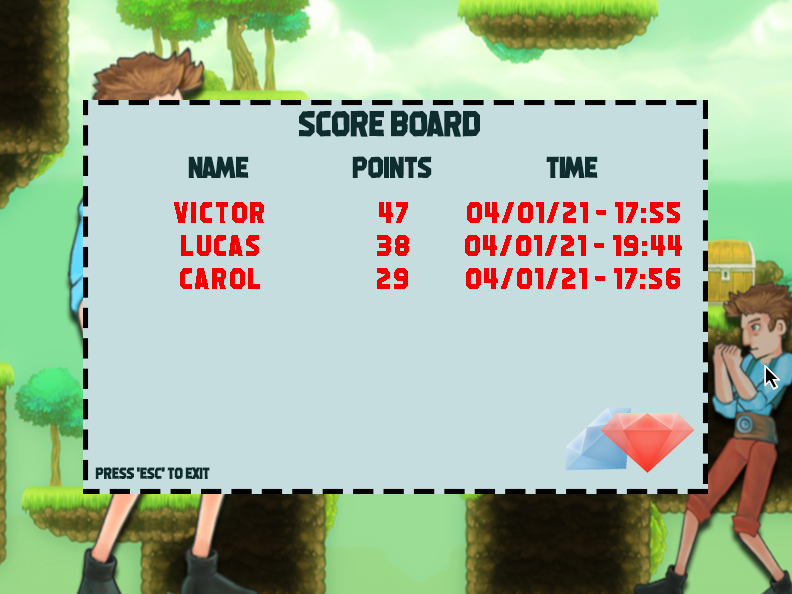 SCORE BOARD
NAME POINTS TIME
VICTOR 47 04/01/21 - 17:55
LUCAS 38 04/01/21 - 19:44
CAROL 29 04/01/21 - 17:56
PRESS 'ESC' TO EXIT